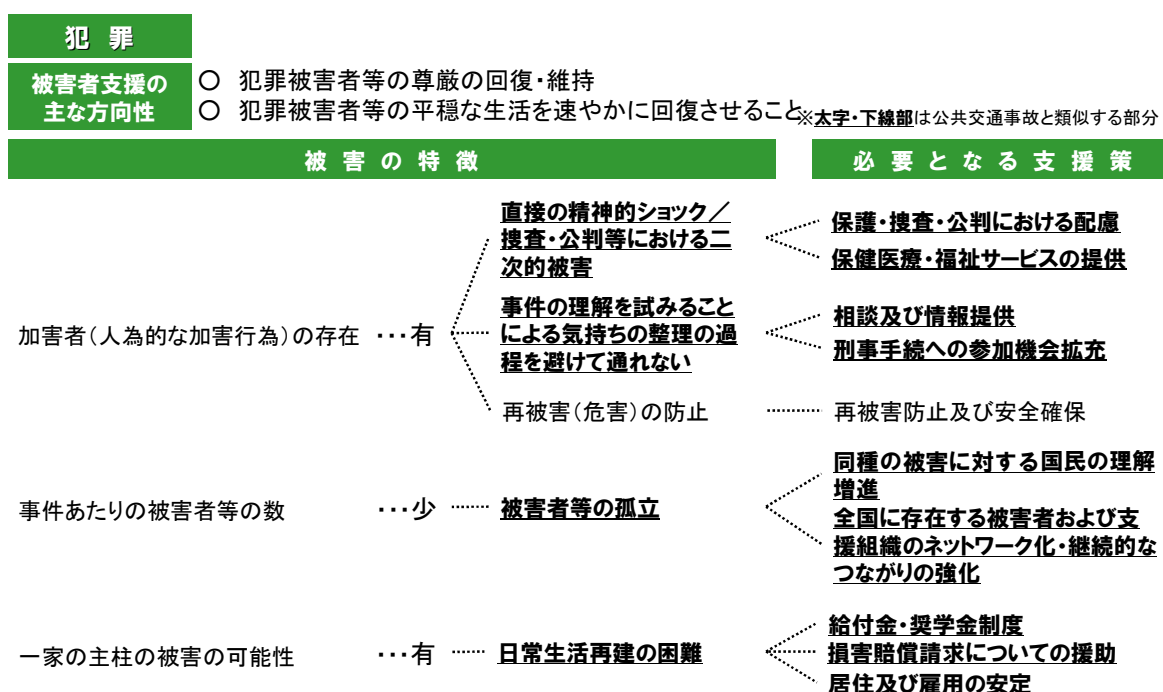 犯 罪
被害者支援の
主な方向性
○ 犯罪被害者等の尊厳の回復・維持
○ 犯罪被害者等の平穏な生活を速やかに回復させること
※太字・下線部は公共交通事故と類似する部分
被 害 の 特 徴
必 要 と な る 支 援 策
加害者（人為的な加害行為）の存在 ・・・有
直接の精神的ショック／
捜査・公判等における二
次的被害
保護・捜査・公判における配慮
保健医療・福祉サービスの提供
事件の理解を試みること
による気持ちの整理の過
程を避けて通れない
相談及び情報提供
刑事手続への参加機会拡充
再被害（危害）の防止
再被害防止及び安全確保
事件あたりの被害者等の数 ・・・少
被害者等の孤立
同種の被害に対する国民の理解
増進
全国に存在する被害者および支
援組織のネットワーク化・継続的な
つながりの強化
一家の主柱の被害の可能性 ・・・有
日常生活再建の困難
給付金・奨学金制度
損害賠償請求についての援助
居住及び雇用の安定